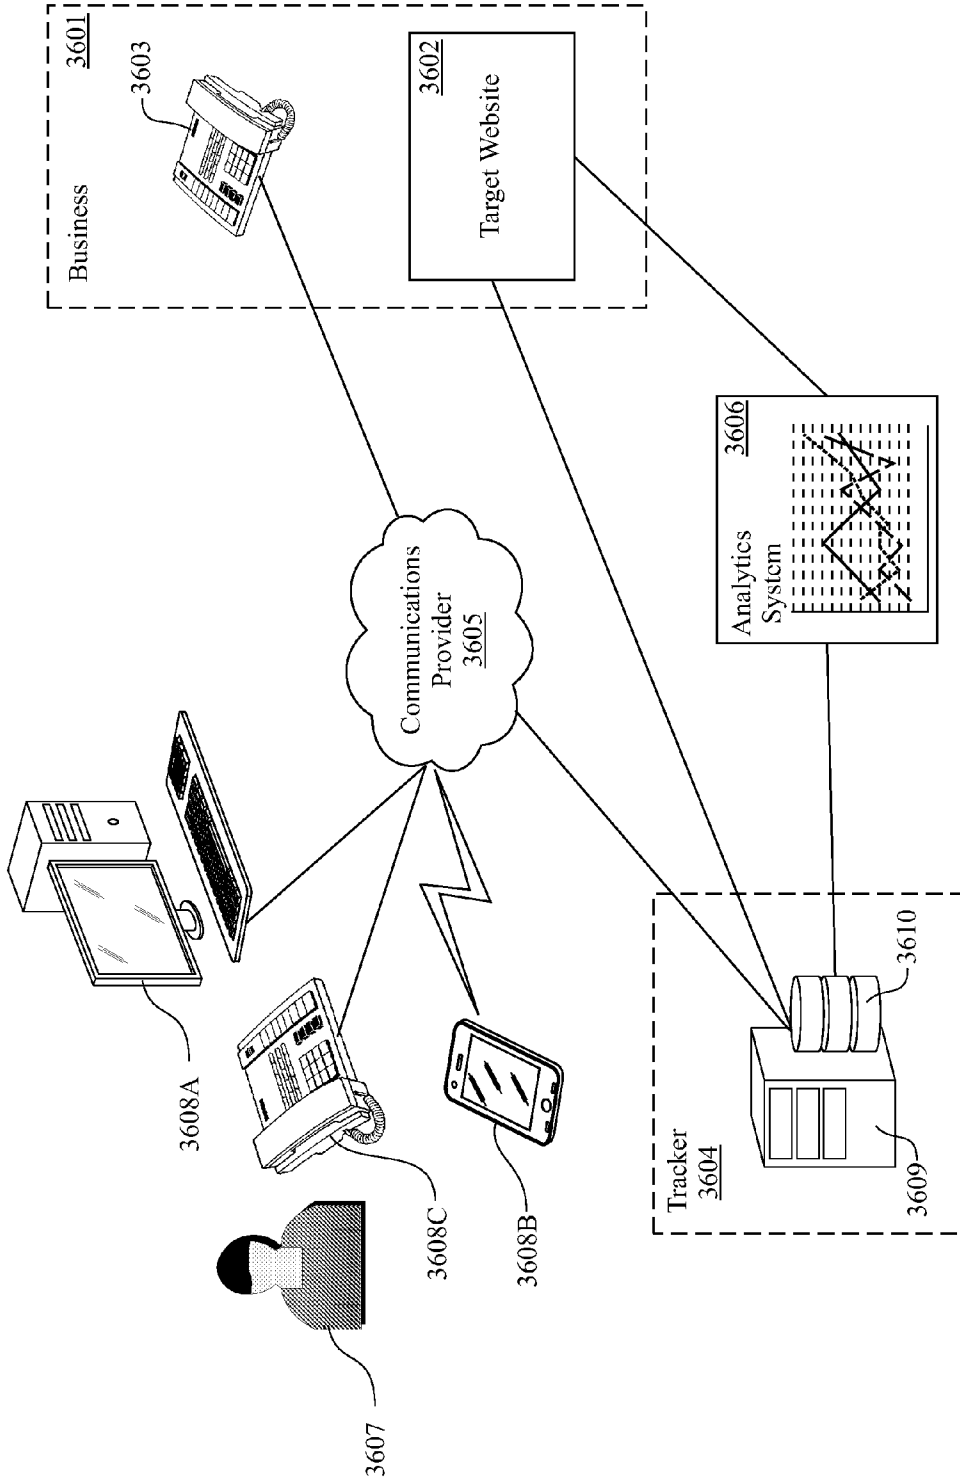 3608A
3608C
3607
3608B
Communications
Provider
3605
Business
3601
3603
3602
Target Website
Tracker
3604
3609
3610
Analytics
System
3606